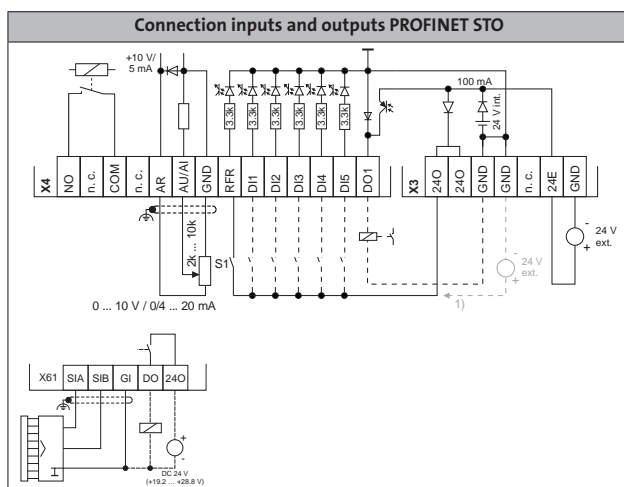 Connection inputs and outputs PROFINET STO
+10 V/
5 mA
3.3k
3.3k
3.3k
3.3k
3.3k
3.3k
100 mA
24 V int.
X4
NO
n. c.
COM
n. c.
AR
AU/AI
GND
RFR
DI1
DI2
DI3
DI4
DI5
DO1
X3
24O
24O
GND
GND
n. c.
24E
GND
2k ... 10k
S1
0 ... 10 V / 0/4 ... 20 mA
1)
-
+
24 V
ext.
-
+
24 V
ext.
X61
SIA
SIB
GI
DO
24O
+
-
DC 24 V
(+19.2 ... +28.8 V)